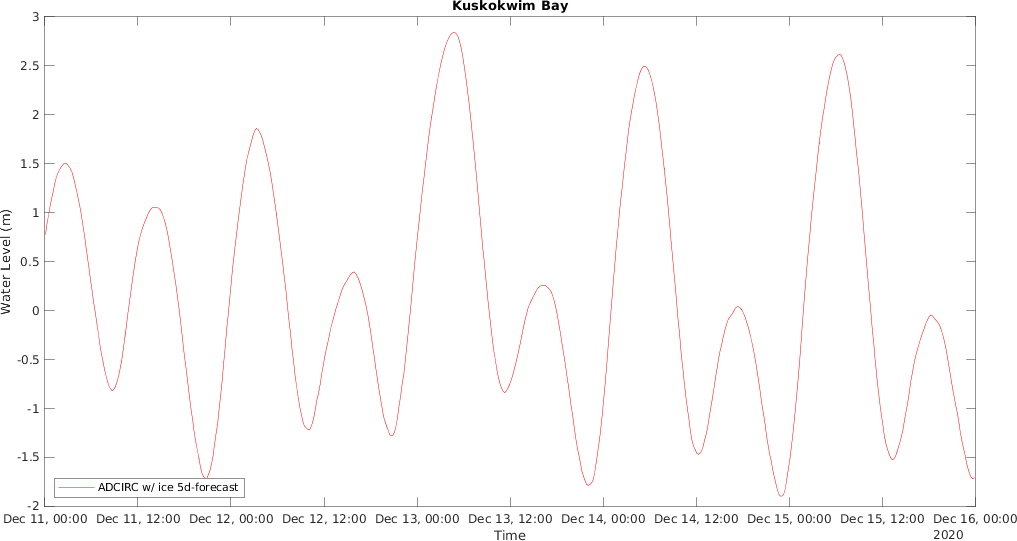 Kuskokwim Bay
3
2.5
2
1.5
1
0.5
0
-0.5
-1
-1.5
-2
Water Level (m)
ADCIRC w/ ice 5d-forecast
Dec 11, 00:00 Dec 11, 12:00 Dec 12, 00:00 Dec 12, 12:00 Dec 13, 00:00 Dec 13, 12:00 Dec 14, 00:00 Dec 14, 12:00 Dec 15, 00:00 Dec 15, 12:00 Dec 16, 00:00
Time
2020